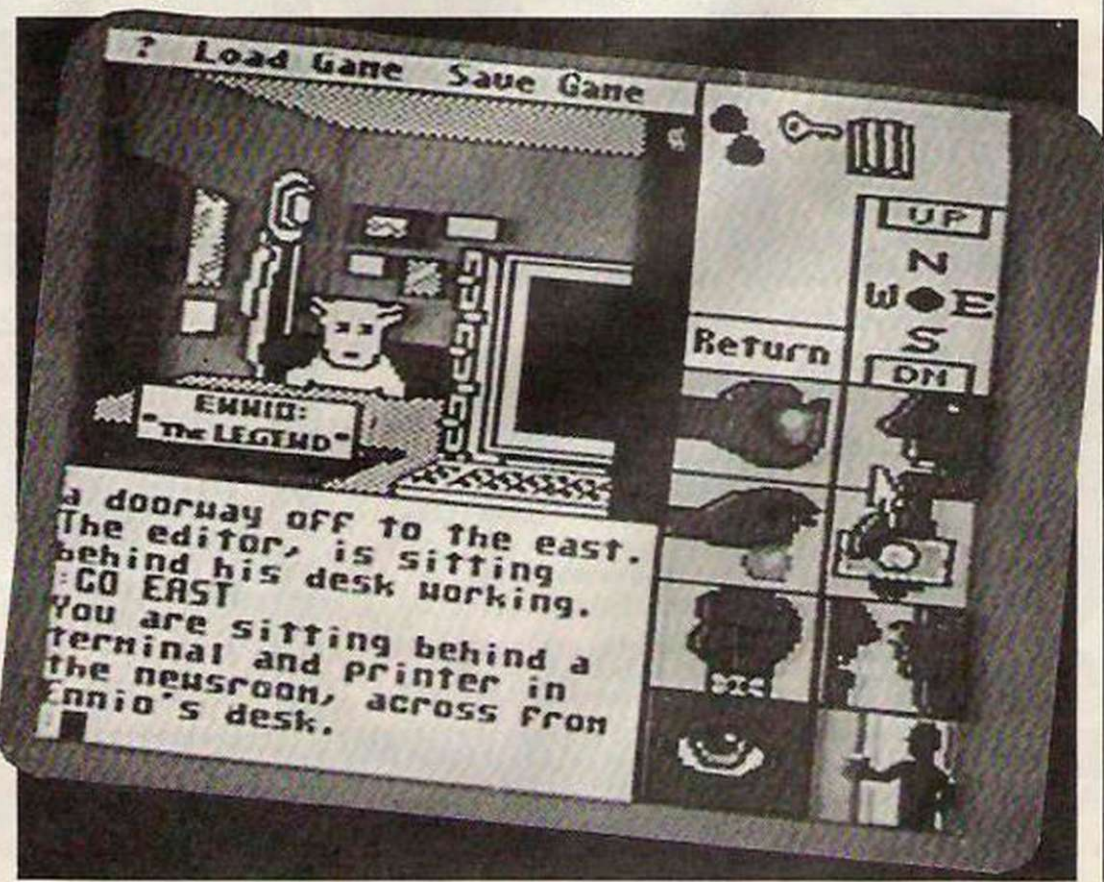 ? Load Game Save Game
UP
N
W E
S
DN
Return
ENNIO:
"The LEGEND"
a doorway off to the east.
The editor, is sitting
behind his desk working.
:GO EAST
You are sitting behind a
terminal and printer in
the newsroom, across from
Ennio's desk.
: